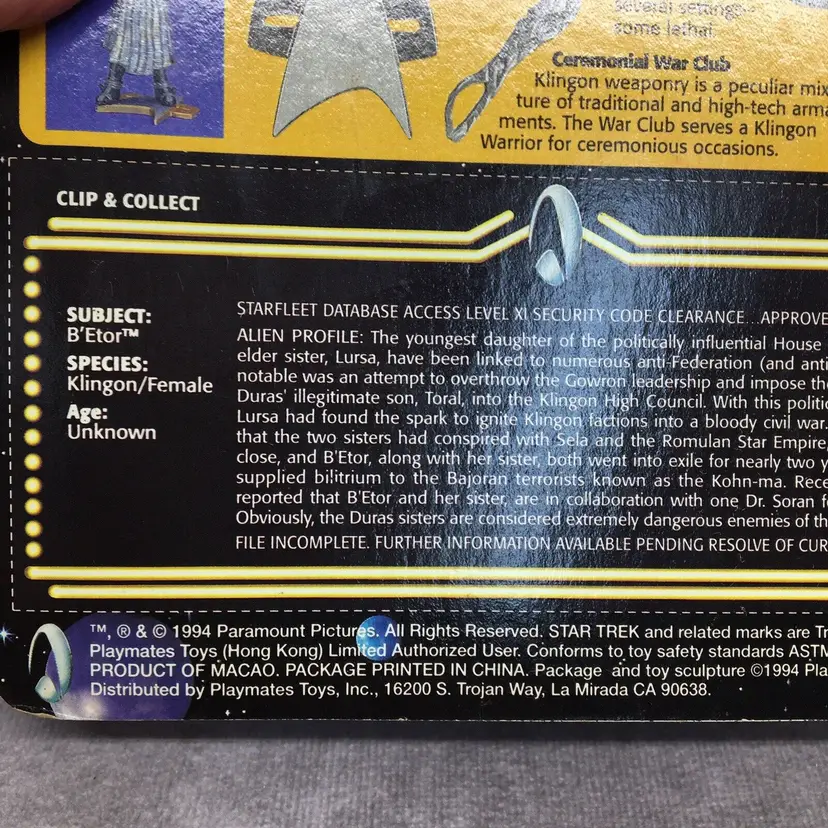 several settings–
some lethal.
Ceremonial War Club
Klingon weaponry is a peculiar mix-
ture of traditional and high-tech arma
ments. The War Club serves a Klingon
Warrior for ceremonious occasions.
CLIP & COLLECT
SUBJECT:
B'Etor™
SPECIES:
Klingon/Female
Age:
Unknown
STARFLEET DATABASE ACCESS LEVEL XI SECURITY CODE CLEARANCE...APPROVE
ALIEN PROFILE: The youngest daughter of the politically influential House
elder sister, Lursa, have been linked to numerous anti-Federation (and anti
notable was an attempt to overthrow the Gowron leadership and impose the
Duras' illegitimate son, Toral, into the Klingon High Council. With this politic
Lursa had found the spark to ignite Klingon factions into a bloody civil war.
that the two sisters had conspired with Sela and the Romulan Star Empire,
close, and B'Etor, along with her sister, both went into exile for nearly two y
supplied bilitrium to the Bajoran terrorists known as the Kohn-ma. Rece
reported that B'Etor and her sister, are in collaboration with one Dr. Soran fo
Obviously, the Duras sisters are considered extremely dangerous enemies of th
FILE INCOMPLETE. FURTHER INFORMATION AVAILABLE PENDING RESOLVE OF CUR
™, ® & © 1994 Paramount Pictures. All Rights Reserved. STAR TREK and related marks are Tr
Playmates Toys (Hong Kong) Limited Authorized User. Conforms to toy safety standards ASTM
PRODUCT OF MACAO. PACKAGE PRINTED IN CHINA. Package and toy sculpture ©1994 Pla
Distributed by Playmates Toys, Inc., 16200 S. Trojan Way, La Mirada CA 90638.